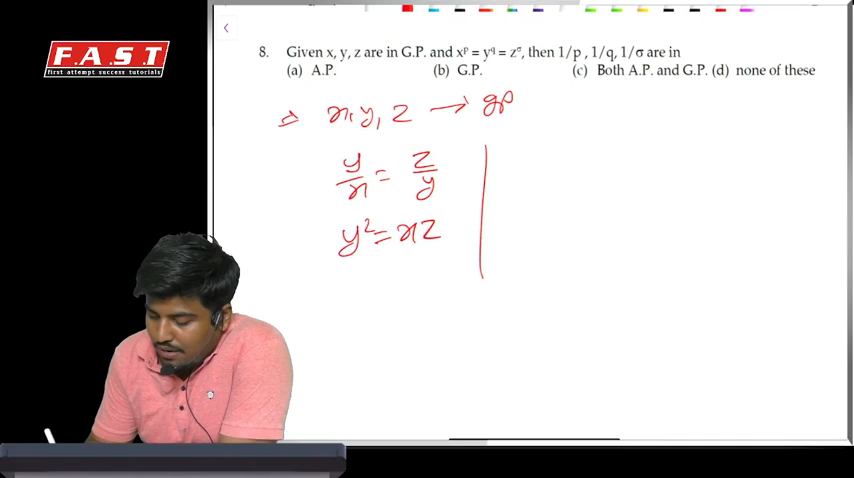 F.A.S.T
first attempt success tutorials
8. Given x, y, z are in G.P. and xᵖ = y^q = z^σ, then 1/p , 1/q, 1/σ are in
(a) A.P. (b) G.P. (c) Both A.P. and G.P. (d) none of these
⇒ x, y, z → gp
y/x = z/y
y² = xz